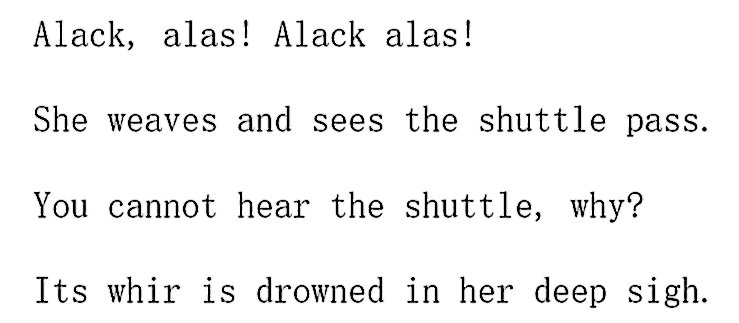 Alack, alas! Alack alas!
She weaves and sees the shuttle pass.
You cannot hear the shuttle, why?
Its whir is drowned in her deep sigh.